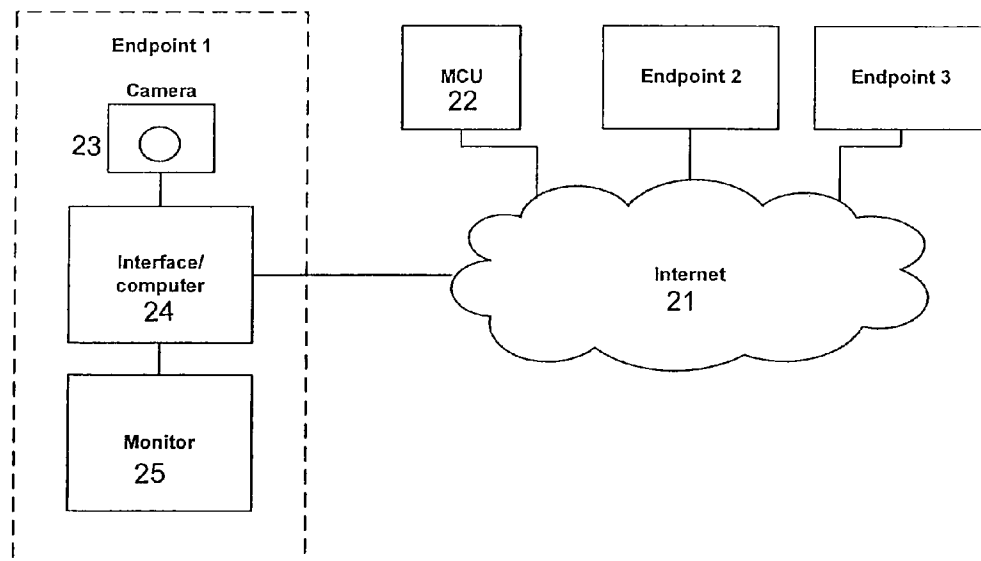 Endpoint 1
Camera
23
Interface/
computer
24
Monitor
25
MCU
22
Endpoint 2
Endpoint 3
Internet
21